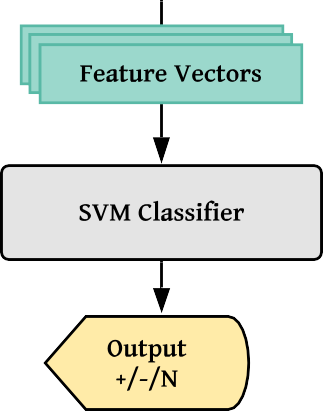 Feature Vectors
SVM Classifier
Output
+/-/N